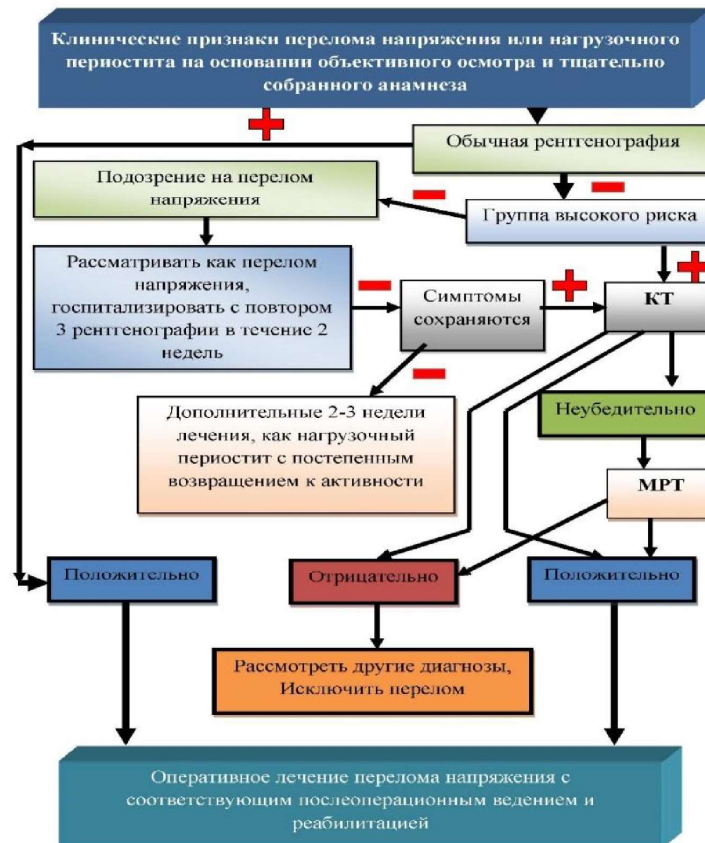 Клинические признаки перелома напряжения или нагрузочного
периостита на основании объективного осмотра и тщательно
собранного анамнеза
Обычная рентгенография
Подозрение на перелом
напряжения
Группа высокого риска
Рассматривать как перелом
напряжения,
госпитализировать с повтором
3 рентгенографии в течение 2
недель
Симптомы
сохраняются
КТ
Неубедительно
Дополнительные 2-3 недели
лечения, как нагрузочный
периостит с постепенным
возвращением к активности
МРТ
Положительно
Отрицательно
Положительно
Рассмотреть другие диагнозы,
Исключить перелом
Оперативное лечение перелома напряжения с
соответствующим послеоперационным ведением и
реабилитацией